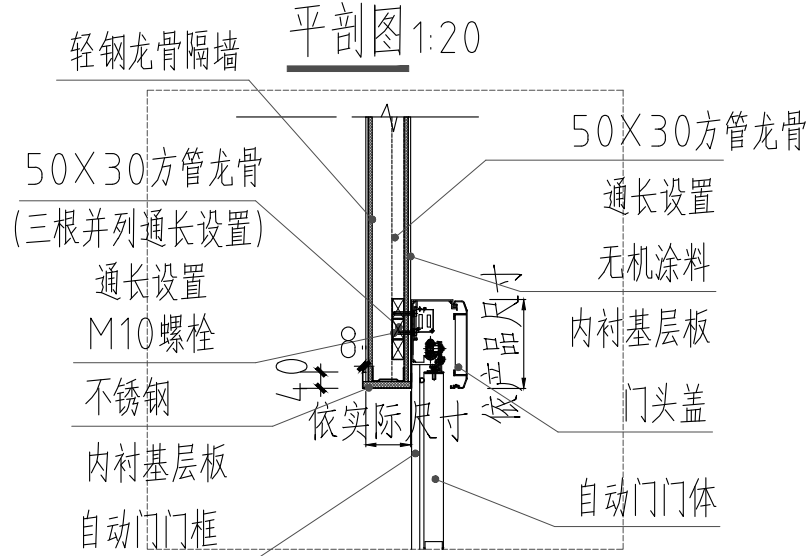 平剖图 1:20
轻钢龙骨隔墙
50X30方管龙骨
(三根并列通长设置)
通长设置
M10螺栓
不锈钢
内衬基层板
自动门门框
50X30方管龙骨
通长设置
无机涂料
内衬基层板
门头盖
自动门门体
8
40
依实际尺寸
依产品尺寸